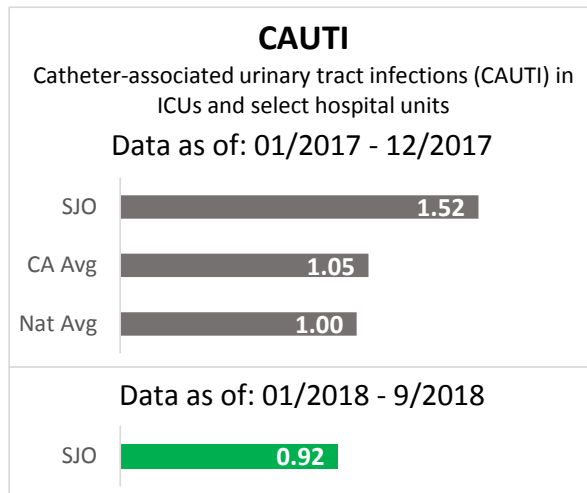 CAUTI
Catheter-associated urinary tract infections (CAUTI) in
ICUs and select hospital units
Data as of: 01/2017 - 12/2017
SJO 1.52
CA Avg 1.05
Nat Avg 1.00
Data as of: 01/2018 - 9/2018
SJO 0.92